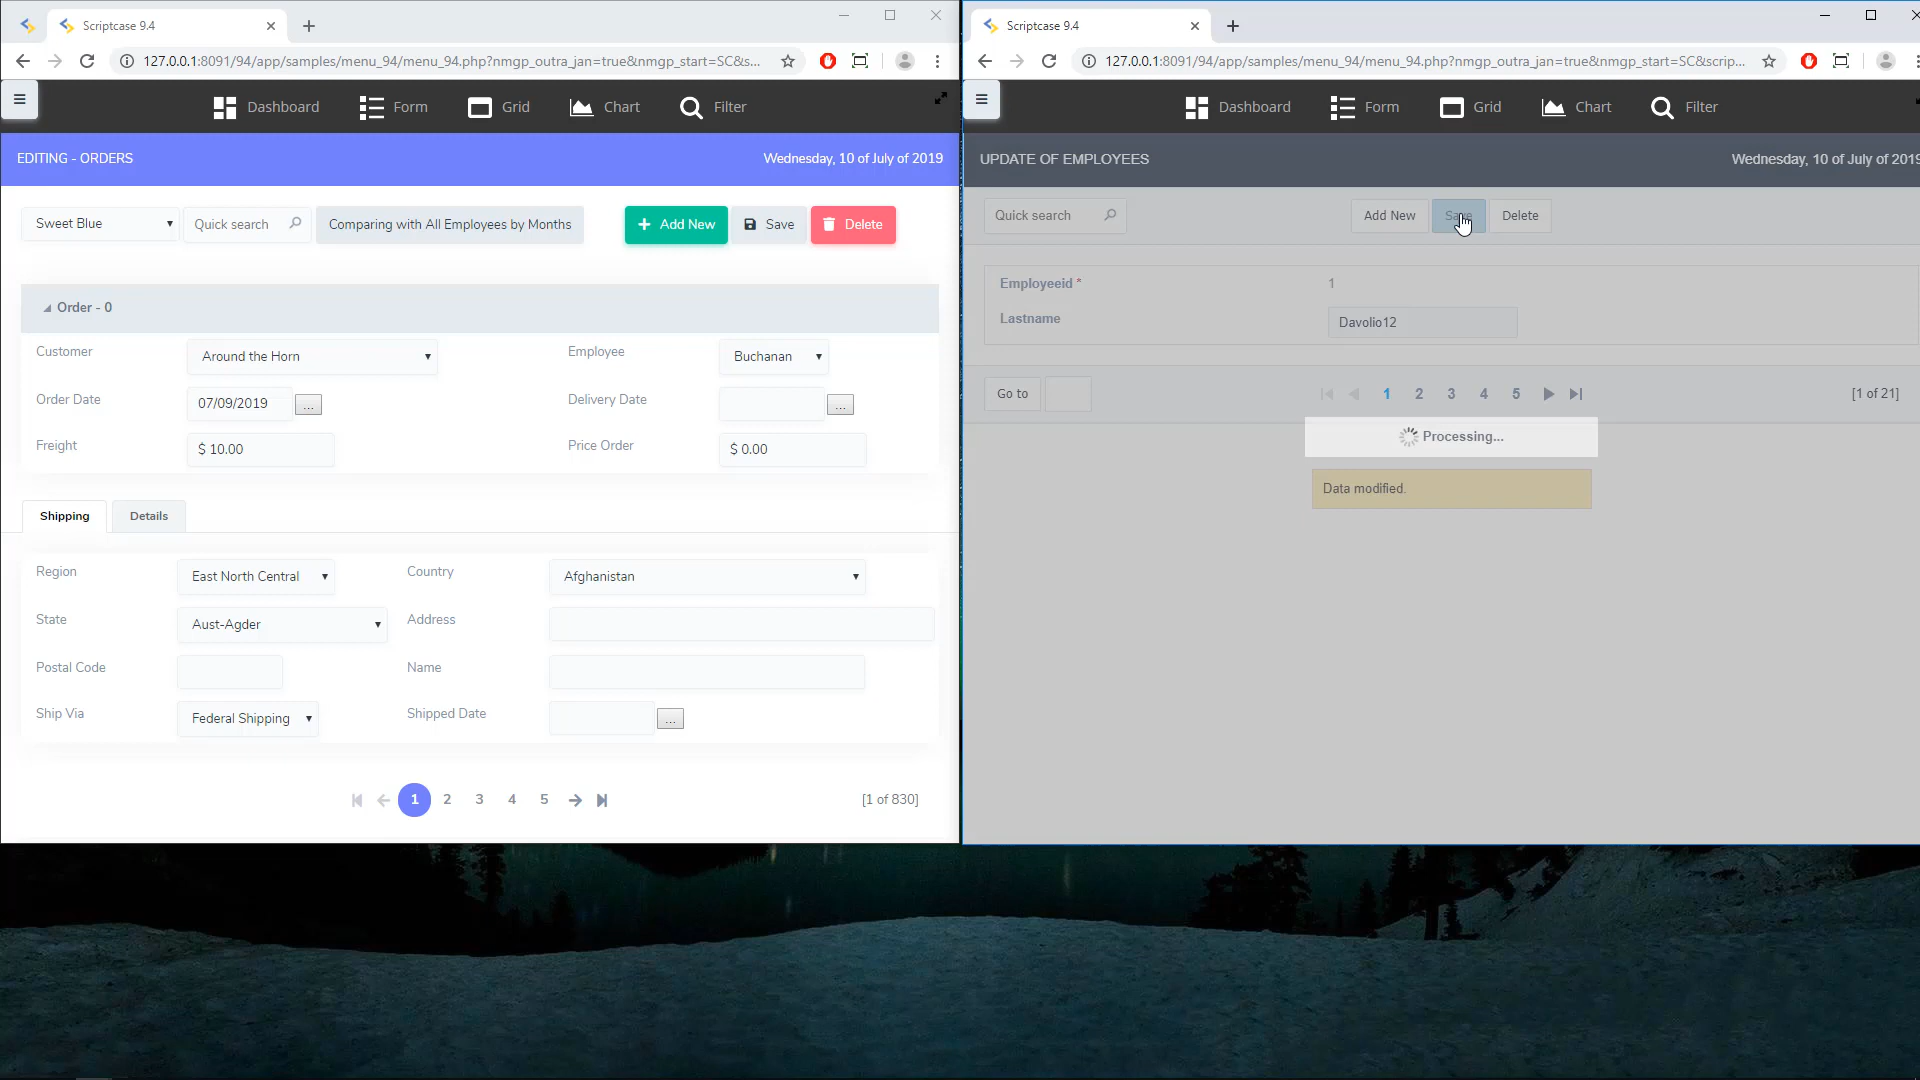 Scriptcase 9.4
127.0.0.1:8091/94/app/samples/menu_94/menu_94.php?nmgp_outra_jan=true&nmgp_start=SC&s...
Dashboard Form Grid Chart Filter
EDITING - ORDERS Wednesday, 10 of July of 2019
Sweet Blue Quick search Comparing with All Employees by Months + Add New Save Delete
Order - 0
Customer Around the Horn Employee Buchanan
Order Date 07/09/2019 ... Delivery Date ...
Freight $ 10.00 Price Order $ 0.00
Shipping Details
Region East North Central Country Afghanistan
State Aust-Agder Address
Postal Code Name
Ship Via Federal Shipping Shipped Date ...
1 2 3 4 5 [1 of 830]
Scriptcase 9.4
127.0.0.1:8091/94/app/samples/menu_94/menu_94.php?nmgp_outra_jan=true&nmgp_start=SC&scrip...
Dashboard Form Grid Chart Filter
UPDATE OF EMPLOYEES Wednesday, 10 of July of 2019
Quick search Add New Save Delete
Employeeid * 1
Lastname Davolio12
Go to 1 2 3 4 5 [1 of 21]
Processing...
Data modified.